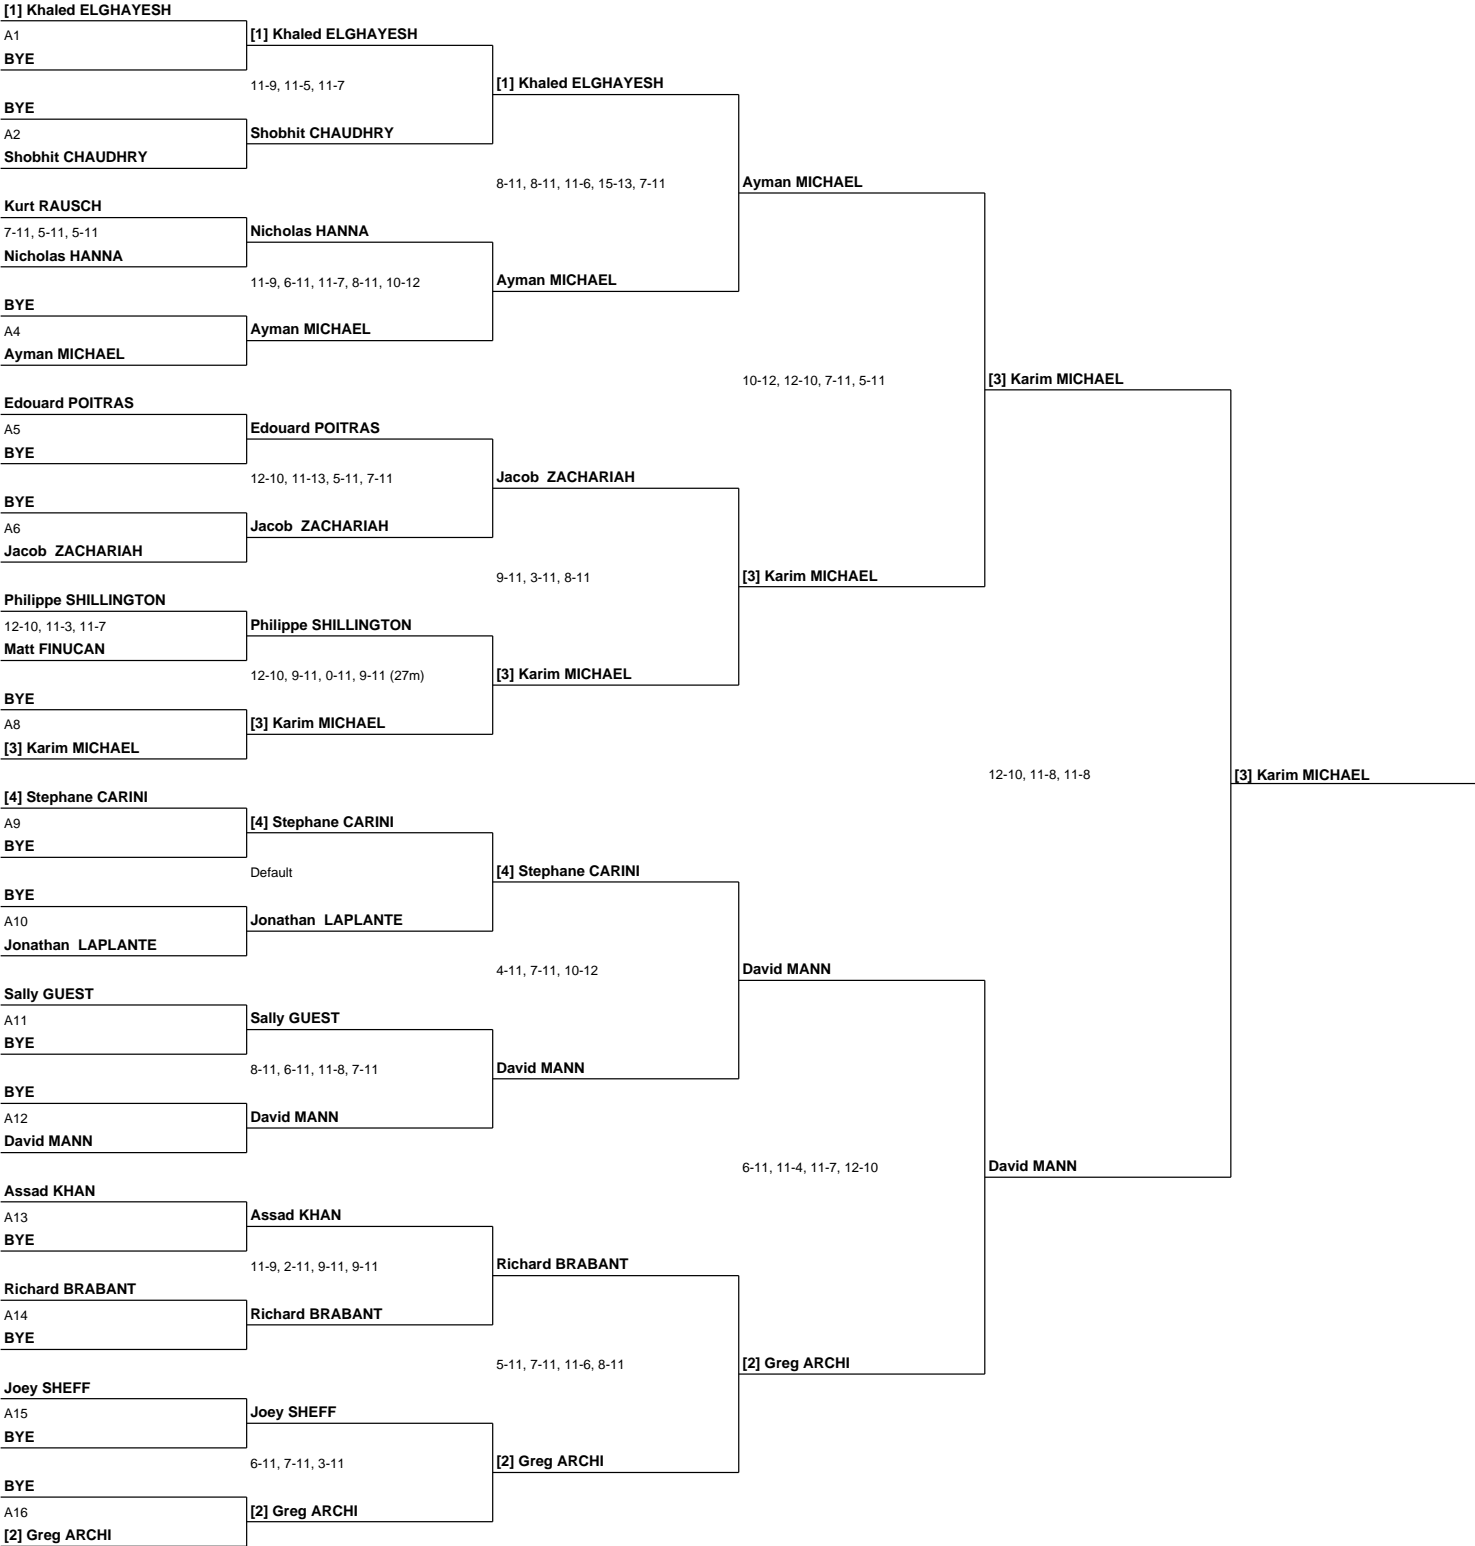 [1] Khaled ELGHAYESH
A1
BYE
BYE
A2
Shobhit CHAUDHRY
Kurt RAUSCH
7-11, 5-11, 5-11
Nicholas HANNA
BYE
A4
Ayman MICHAEL
Edouard POITRAS
A5
BYE
BYE
A6
Jacob  ZACHARIAH
Philippe SHILLINGTON
12-10, 11-3, 11-7
Matt FINUCAN
BYE
A8
[3] Karim MICHAEL
[4] Stephane CARINI
A9
BYE
BYE
A10
Jonathan  LAPLANTE
Sally GUEST
A11
BYE
BYE
A12
David MANN
Assad KHAN
A13
BYE
Richard BRABANT
A14
BYE
Joey SHEFF
A15
BYE
BYE
A16
[2] Greg ARCHI
[1] Khaled ELGHAYESH
11-9, 11-5, 11-7
Shobhit CHAUDHRY
Nicholas HANNA
11-9, 6-11, 11-7, 8-11, 10-12
Ayman MICHAEL
Edouard POITRAS
12-10, 11-13, 5-11, 7-11
Jacob  ZACHARIAH
Philippe SHILLINGTON
12-10, 9-11, 0-11, 9-11 (27m)
[3] Karim MICHAEL
[4] Stephane CARINI
Default
Jonathan  LAPLANTE
Sally GUEST
8-11, 6-11, 11-8, 7-11
David MANN
Assad KHAN
11-9, 2-11, 9-11, 9-11
Richard BRABANT
Joey SHEFF
6-11, 7-11, 3-11
[2] Greg ARCHI
[1] Khaled ELGHAYESH
8-11, 8-11, 11-6, 15-13, 7-11
Ayman MICHAEL
Jacob  ZACHARIAH
9-11, 3-11, 8-11
[3] Karim MICHAEL
[4] Stephane CARINI
4-11, 7-11, 10-12
David MANN
Richard BRABANT
5-11, 7-11, 11-6, 8-11
[2] Greg ARCHI
Ayman MICHAEL
10-12, 12-10, 7-11, 5-11
[3] Karim MICHAEL
David MANN
6-11, 11-4, 11-7, 12-10
[2] Greg ARCHI
[3] Karim MICHAEL
12-10, 11-8, 11-8
David MANN
[3] Karim MICHAEL